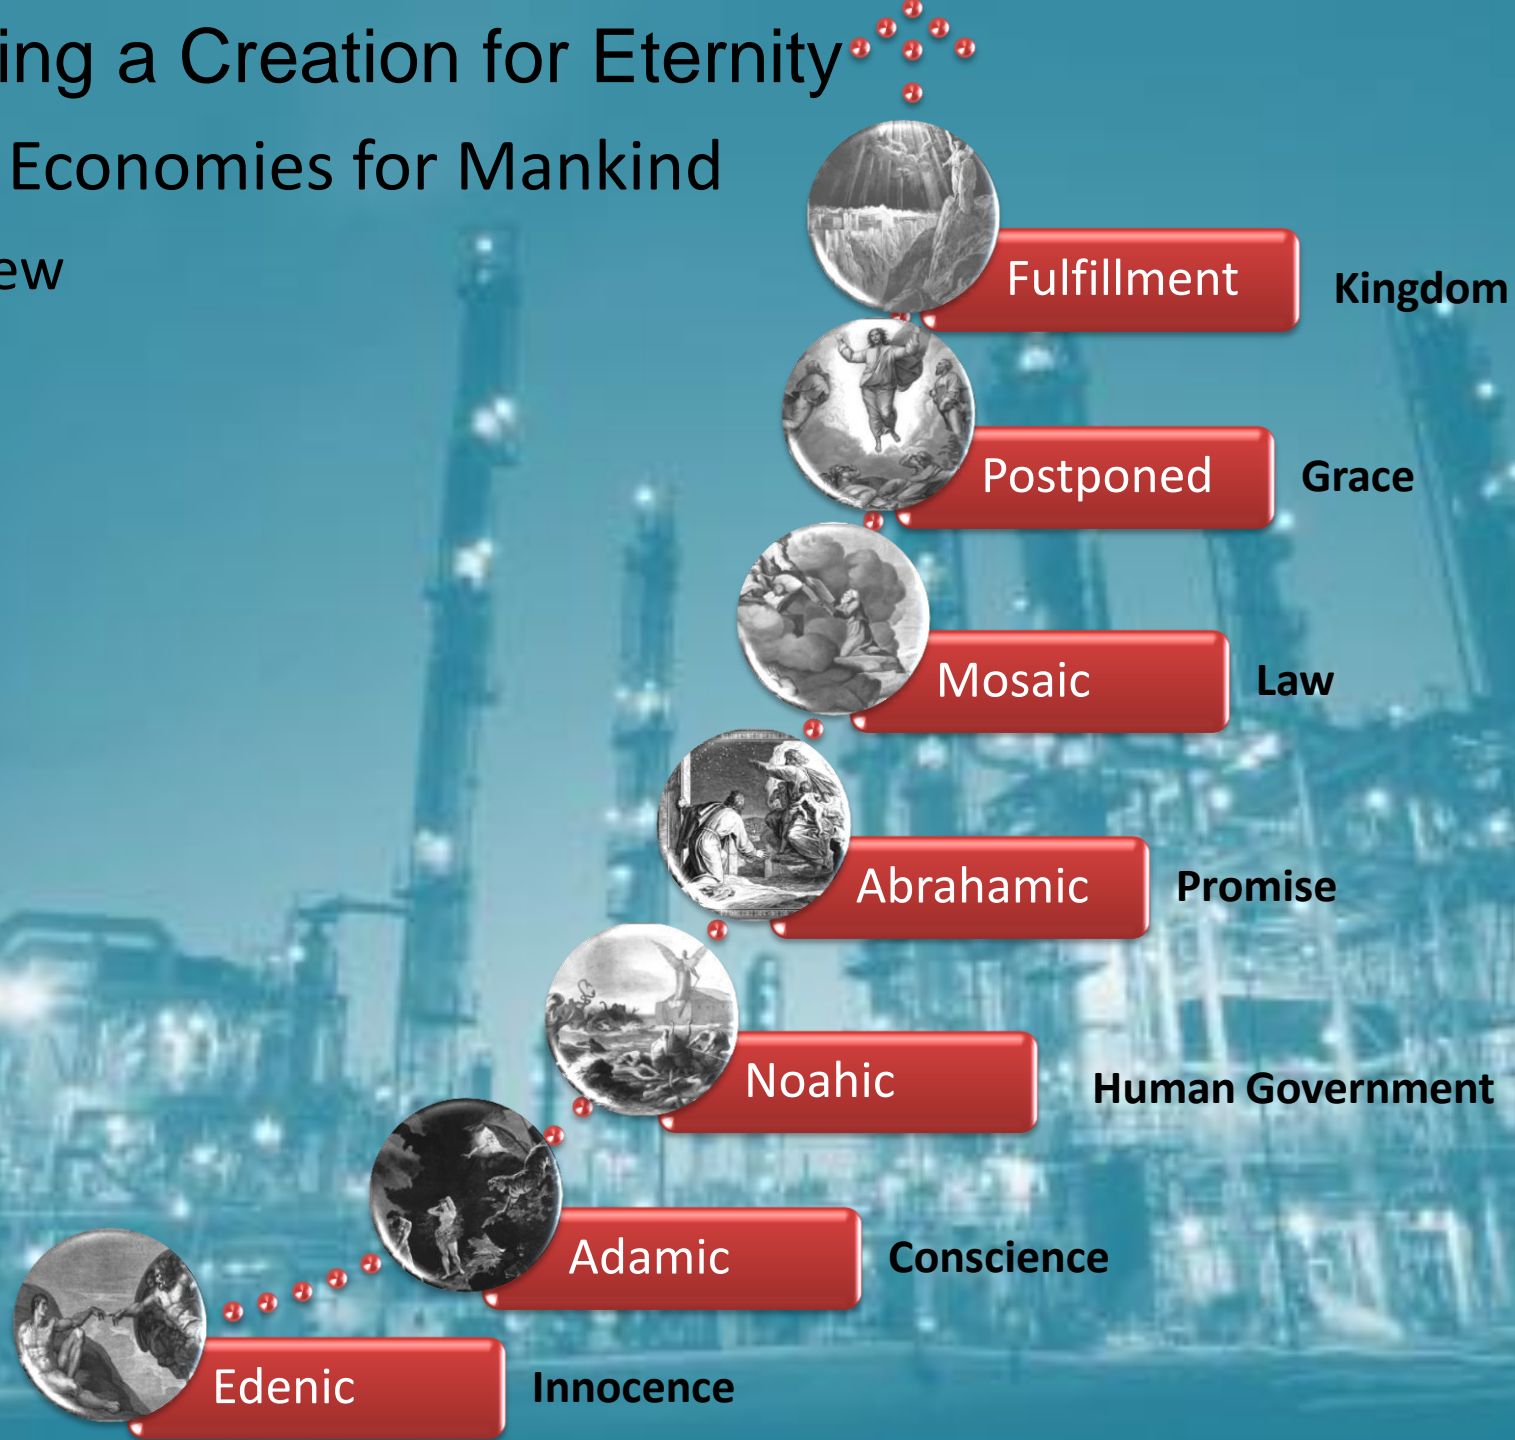 ing a Creation for Eternity
Economies for Mankind
ew
Fulfillment Kingdom
Postponed Grace
Mosaic Law
Abrahamic Promise
Noahic Human Government
Adamic Conscience
Edenic Innocence